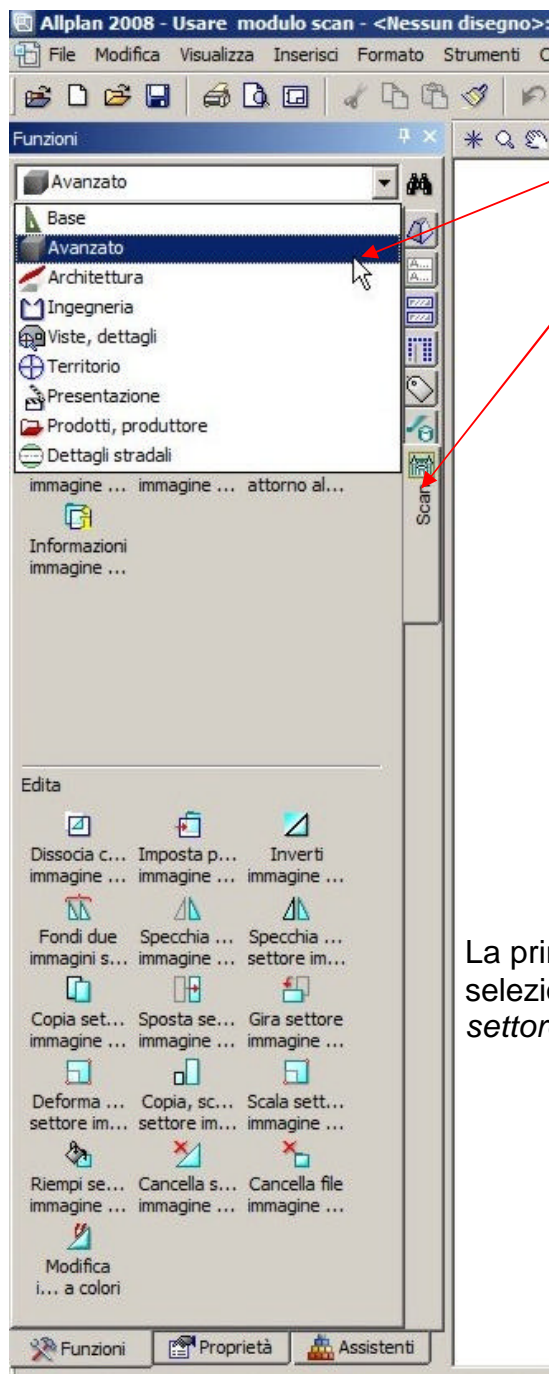 Allplan 2008 - Usare modulo scan - <Nessun disegno>:
File Modifica Visualizza Inserisci Formato Strumenti
Funzioni
Avanzato
Base
Avanzato
Architettura
Ingegneria
Viste, dettagli
Territorio
Presentazione
Prodotti, produttore
Dettagli stradali
immagine ... immagine ... attorno al...
Scan
Informazioni
immagine ...
Edita
Dissocia c... Imposta p... Inverti
immagine ... immagine ... immagine ...
Fondi due Specchia ... Specchia ...
immagini s... immagine ... settore im...
Copia set... Sposta se... Gira settore
immagine ... immagine ... immagine ...
Deforma ... Copia, sc... Scala sett...
settore im... settore im... immagine ...
Riempi se... Cancella s... Cancella file
immagine ... immagine ... immagine ...
Modifica
i... a colori
La prin
selezio
settor
Funzioni Proprietà Assistenti